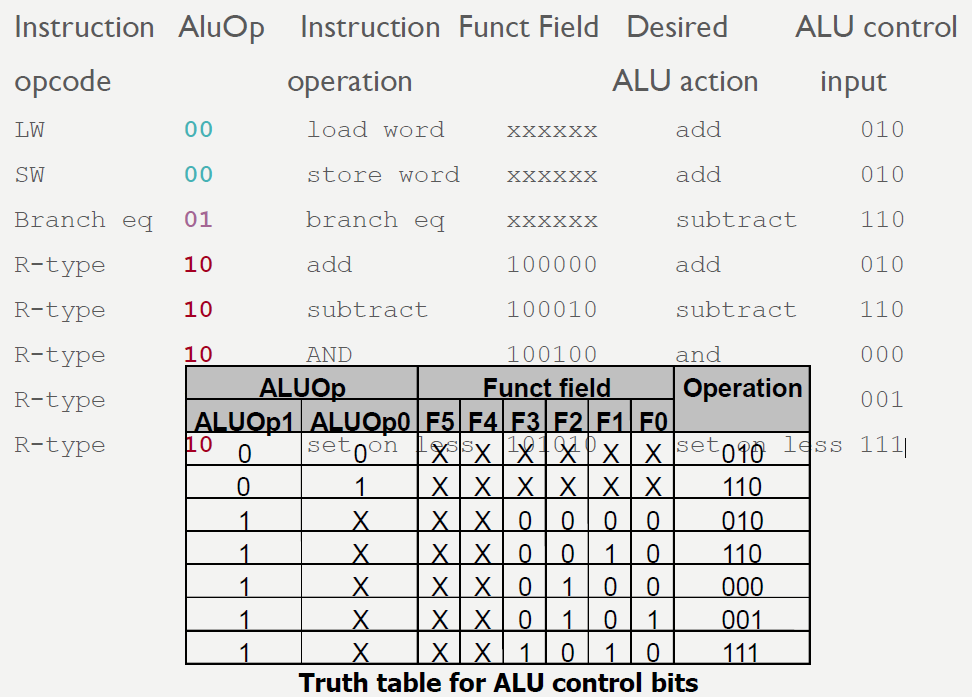 Instruction AluOp Instruction Funct Field Desired ALU control
opcode operation ALU action input
LW 00 load word xxxxxx add 010
SW 00 store word xxxxxx add 010
Branch eq 01 branch eq xxxxxx subtract 110
R-type 10 add 100000 add 010
R-type 10 subtract 100010 subtract 110
R-type 10 AND 100100 and 000
R-type 001
R-type 10 set on less 101010 set on less 111
ALUOp Funct field Operation
ALUOp1 ALUOp0 F5 F4 F3 F2 F1 F0
0 0 X X X X X X 010
0 1 X X X X X X 110
1 X X X 0 0 0 0 010
1 X X X 0 0 1 0 110
1 X X X 0 1 0 0 000
1 X X X 0 1 0 1 001
1 X X X 1 0 1 0 111
Truth table for ALU control bits